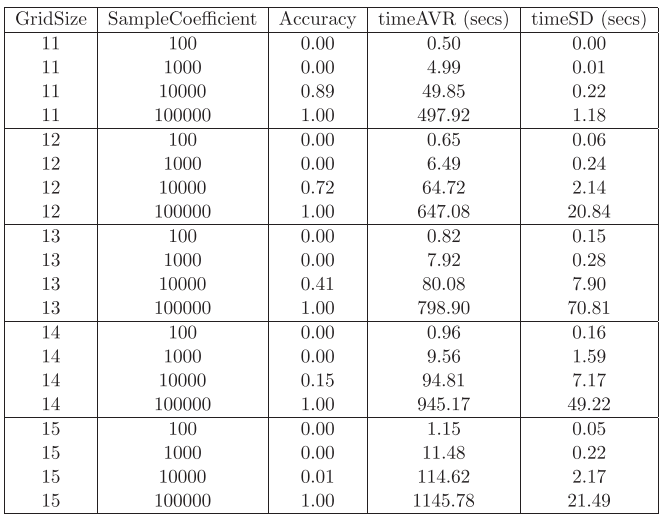 GridSize SampleCoefficient Accuracy timeAVR (secs) timeSD (secs)
11 100 0.00 0.50 0.00
11 1000 0.00 4.99 0.01
11 10000 0.89 49.85 0.22
11 100000 1.00 497.92 1.18
12 100 0.00 0.65 0.06
12 1000 0.00 6.49 0.24
12 10000 0.72 64.72 2.14
12 100000 1.00 647.08 20.84
13 100 0.00 0.82 0.15
13 1000 0.00 7.92 0.28
13 10000 0.41 80.08 7.90
13 100000 1.00 798.90 70.81
14 100 0.00 0.96 0.16
14 1000 0.00 9.56 1.59
14 10000 0.15 94.81 7.17
14 100000 1.00 945.17 49.22
15 100 0.00 1.15 0.05
15 1000 0.00 11.48 0.22
15 10000 0.01 114.62 2.17
15 100000 1.00 1145.78 21.49